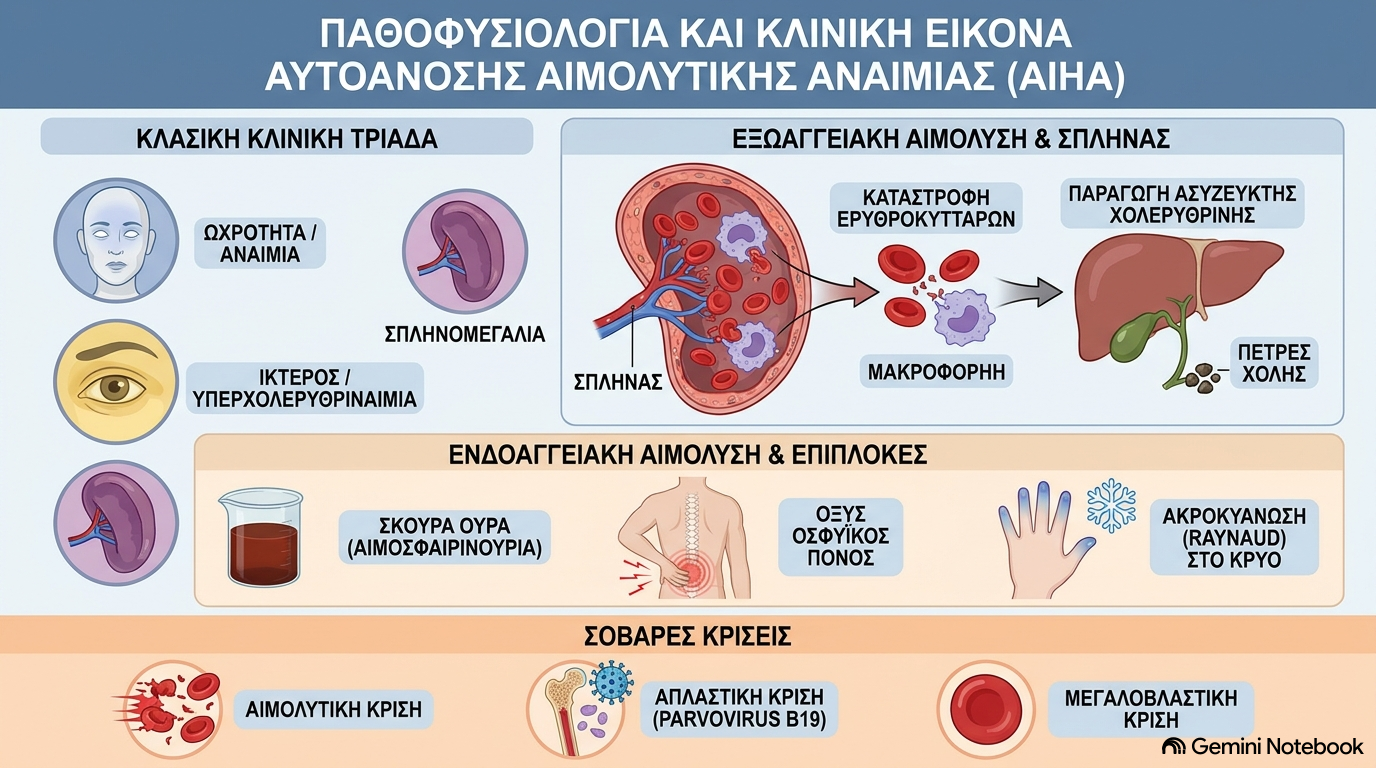 ΠΑΘΟΦΥΣΙΟΛΟΓΙΑ ΚΑΙ ΚΛΙΝΙΚΗ ΕΙΚΟΝΑ
ΑΥΤΟΑΝΟΣΗΣ ΑΙΜΟΛΥΤΙΚΗΣ ΑΝΑΙΜΙΑΣ (AIHA)
ΚΛΑΣΙΚΗ ΚΛΙΝΙΚΗ ΤΡΙΑΔΑ
ΩΧΡΟΤΗΤΑ /
ΑΝΑΙΜΙΑ
ΣΠΛΗΝΟΜΕΓΑΛΙΑ
ΙΚΤΕΡΟΣ /
ΥΠΕΡΧΟΛΕΡΥΘΡΙΝΑΙΜΙΑ
ΕΞΩΑΓΓΕΙΑΚΗ ΑΙΜΟΛΥΣΗ & ΣΠΛΗΝΑΣ
ΣΠΛΗΝΑΣ
ΚΑΤΑΣΤΡΟΦΗ
ΕΡΥΘΡΟΚΥΤΤΑΡΩΝ
ΜΑΚΡΟΦΟΡΗΗ
ΠΑΡΑΓΩΓΗ ΑΣΥΖΕΥΚΤΗΣ
ΧΟΛΕΡΥΘΡΙΝΗΣ
ΠΕΤΡΕΣ
ΧΟΛΗΣ
ΕΝΔΟΑΓΓΕΙΑΚΗ ΑΙΜΟΛΥΣΗ & ΕΠΙΠΛΟΚΕΣ
ΣΚΟΥΡΑ ΟΥΡΑ
(ΑΙΜΟΣΦΑΙΡΙΝΟΥΡΙΑ)
ΟΞΥΣ
ΟΣΦΥΪΚΟΣ
ΠΟΝΟΣ
ΑΚΡΟΚΥΑΝΩΣΗ
(RAYNAUD)
ΣΤΟ ΚΡΥΟ
ΣΟΒΑΡΕΣ ΚΡΙΣΕΙΣ
ΑΙΜΟΛΥΤΙΚΗ ΚΡΙΣΗ
ΑΠΛΑΣΤΙΚΗ ΚΡΙΣΗ
(PARVOVIRUS B19)
ΜΕΓΑΛΟΒΛΑΣΤΙΚΗ
ΚΡΙΣΗ
Gemini Notebook